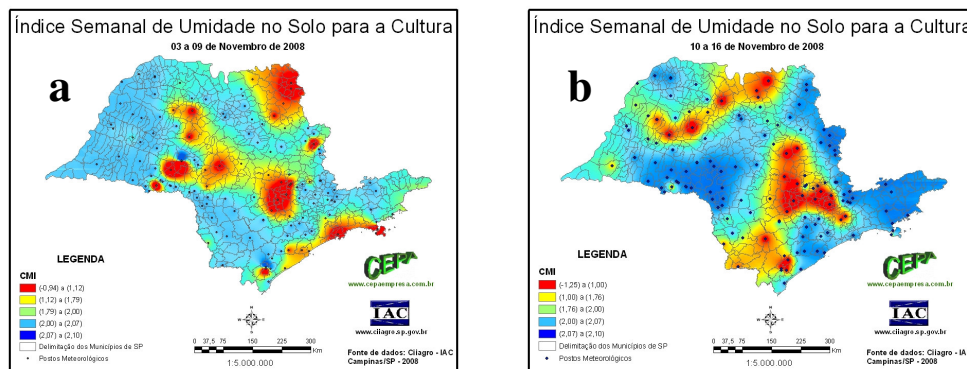 Índice Semanal de Umidade no Solo para a Cultura
03 a 09 de Novembro de 2008
a
LEGENDA
CMI
(-0,94) a (1,12)
(1,12) a (1,79)
(1,79) a (2,00)
(2,00) a (2,07)
(2,07) a (2,10)
Delimitação dos Municípios de SP
Postos Meteorológicos
CEPA
www.cepaempresa.com.br
IAC
www.ciiagro.sp.gov.br
0 37,5 75 150 225 300
Km
1:5.000.000
Fonte de dados: Ciiagro - IAC
Campinas/SP - 2008
Índice Semanal de Umidade no Solo para a Cultura
10 a 16 de Novembro de 2008
b
LEGENDA
CMI
(-1,25) a (1,00)
(1,00) a (1,76)
(1,76) a (2,00)
(2,00) a (2,07)
(2,07) a (2,10)
Delimitação dos Municípios de SP
Postos Meteorológicos
CEPA
www.cepaempresa.com.br
IAC
www.ciiagro.sp.gov.br
0 37,5 75 150 225 300
Km
1:5.000.000
Fonte de dados: Ciiagro - IA
Campinas/SP - 2008